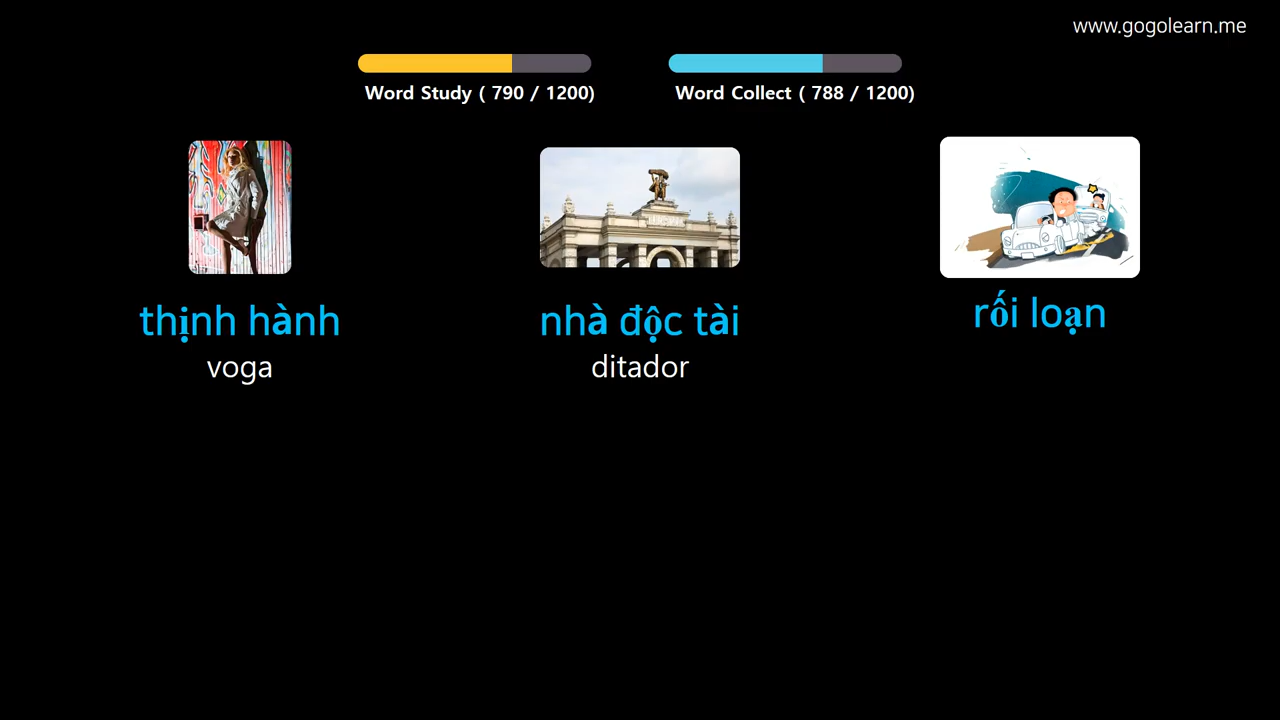 www.gogolearn.me
Word Study ( 790 / 1200)
Word Collect ( 788 / 1200)
thịnh hành
nhà độc tài
rối loạn
voga
ditador